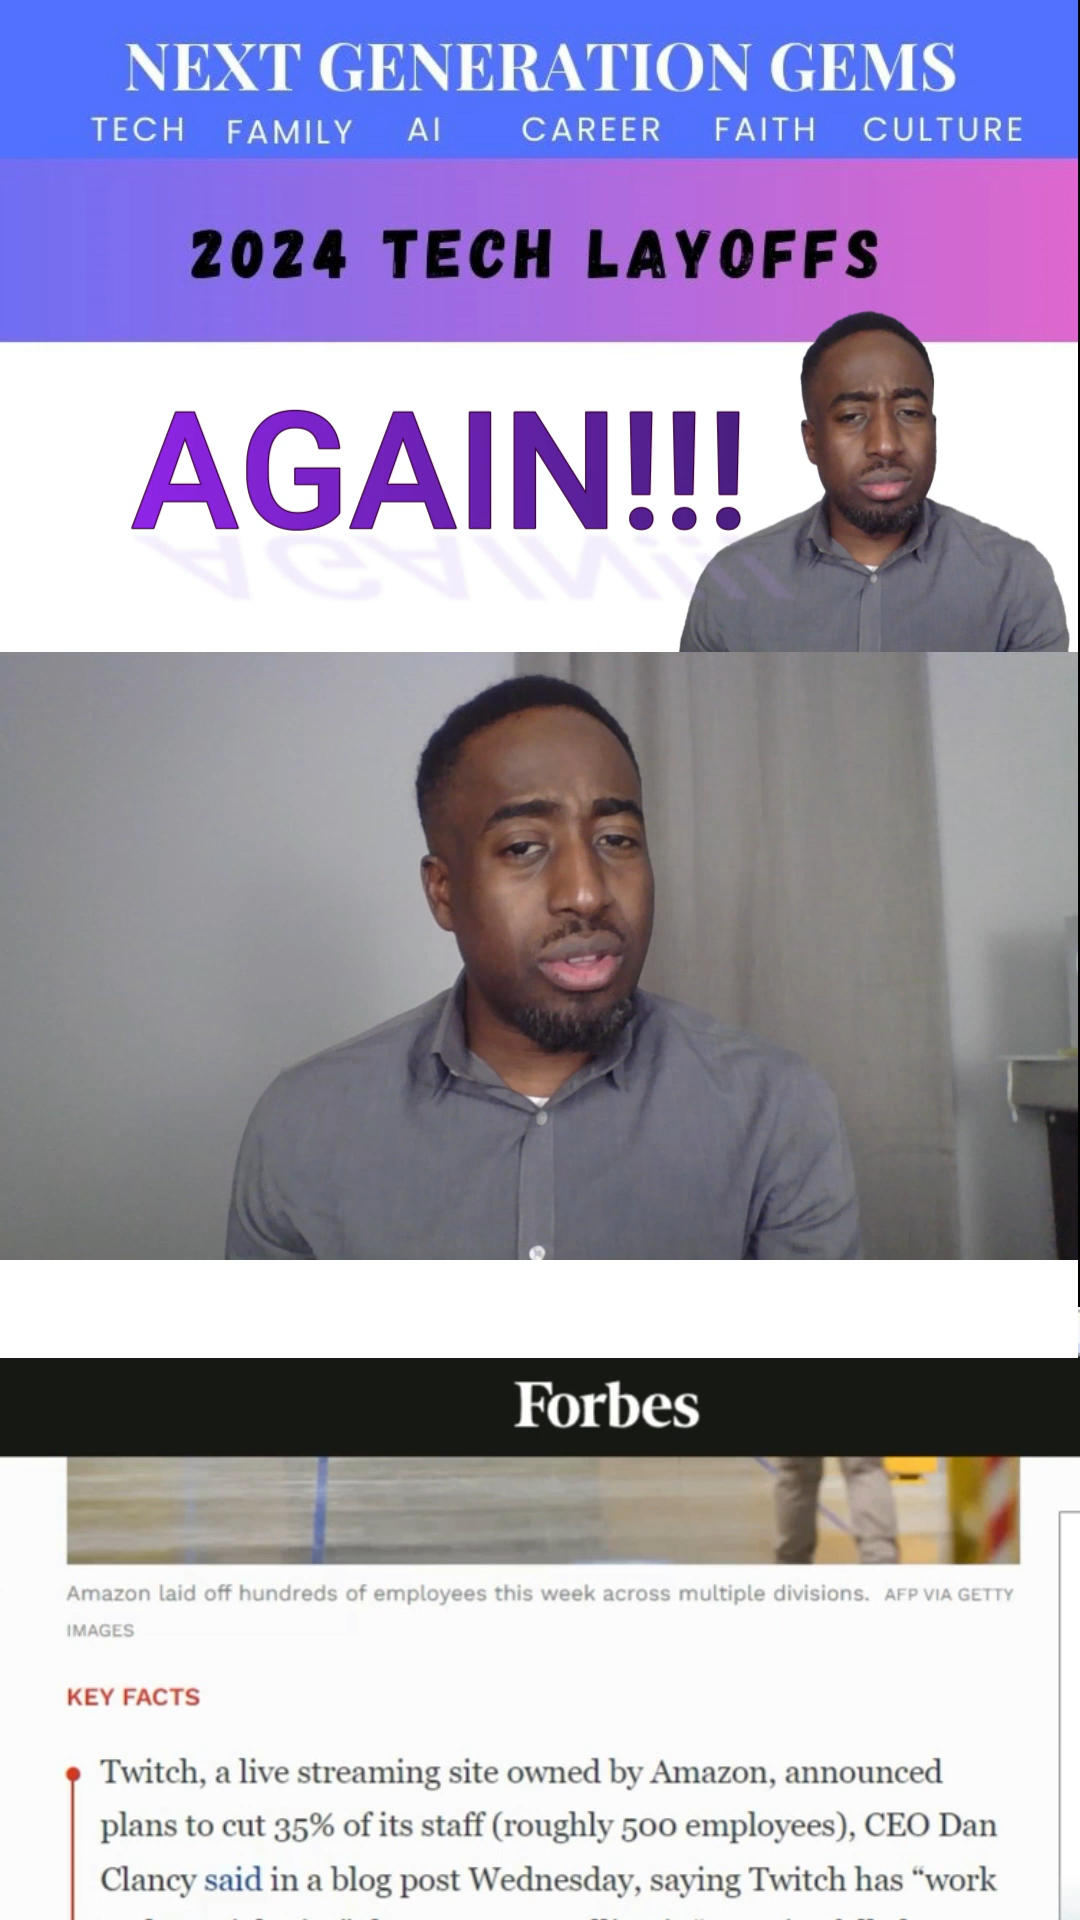 NEXT GENERATION GEMS
TECH FAMILY AI CAREER FAITH CULTURE
2024 TECH LAYOFFS
AGAIN!!!
Forbes
Amazon laid off hundreds of employees this week across multiple divisions. AFP VIA GETTY
IMAGES
KEY FACTS
Twitch, a live streaming site owned by Amazon, announced
plans to cut 35% of its staff (roughly 500 employees), CEO Dan
Clancy said in a blog post Wednesday, saying Twitch has “work